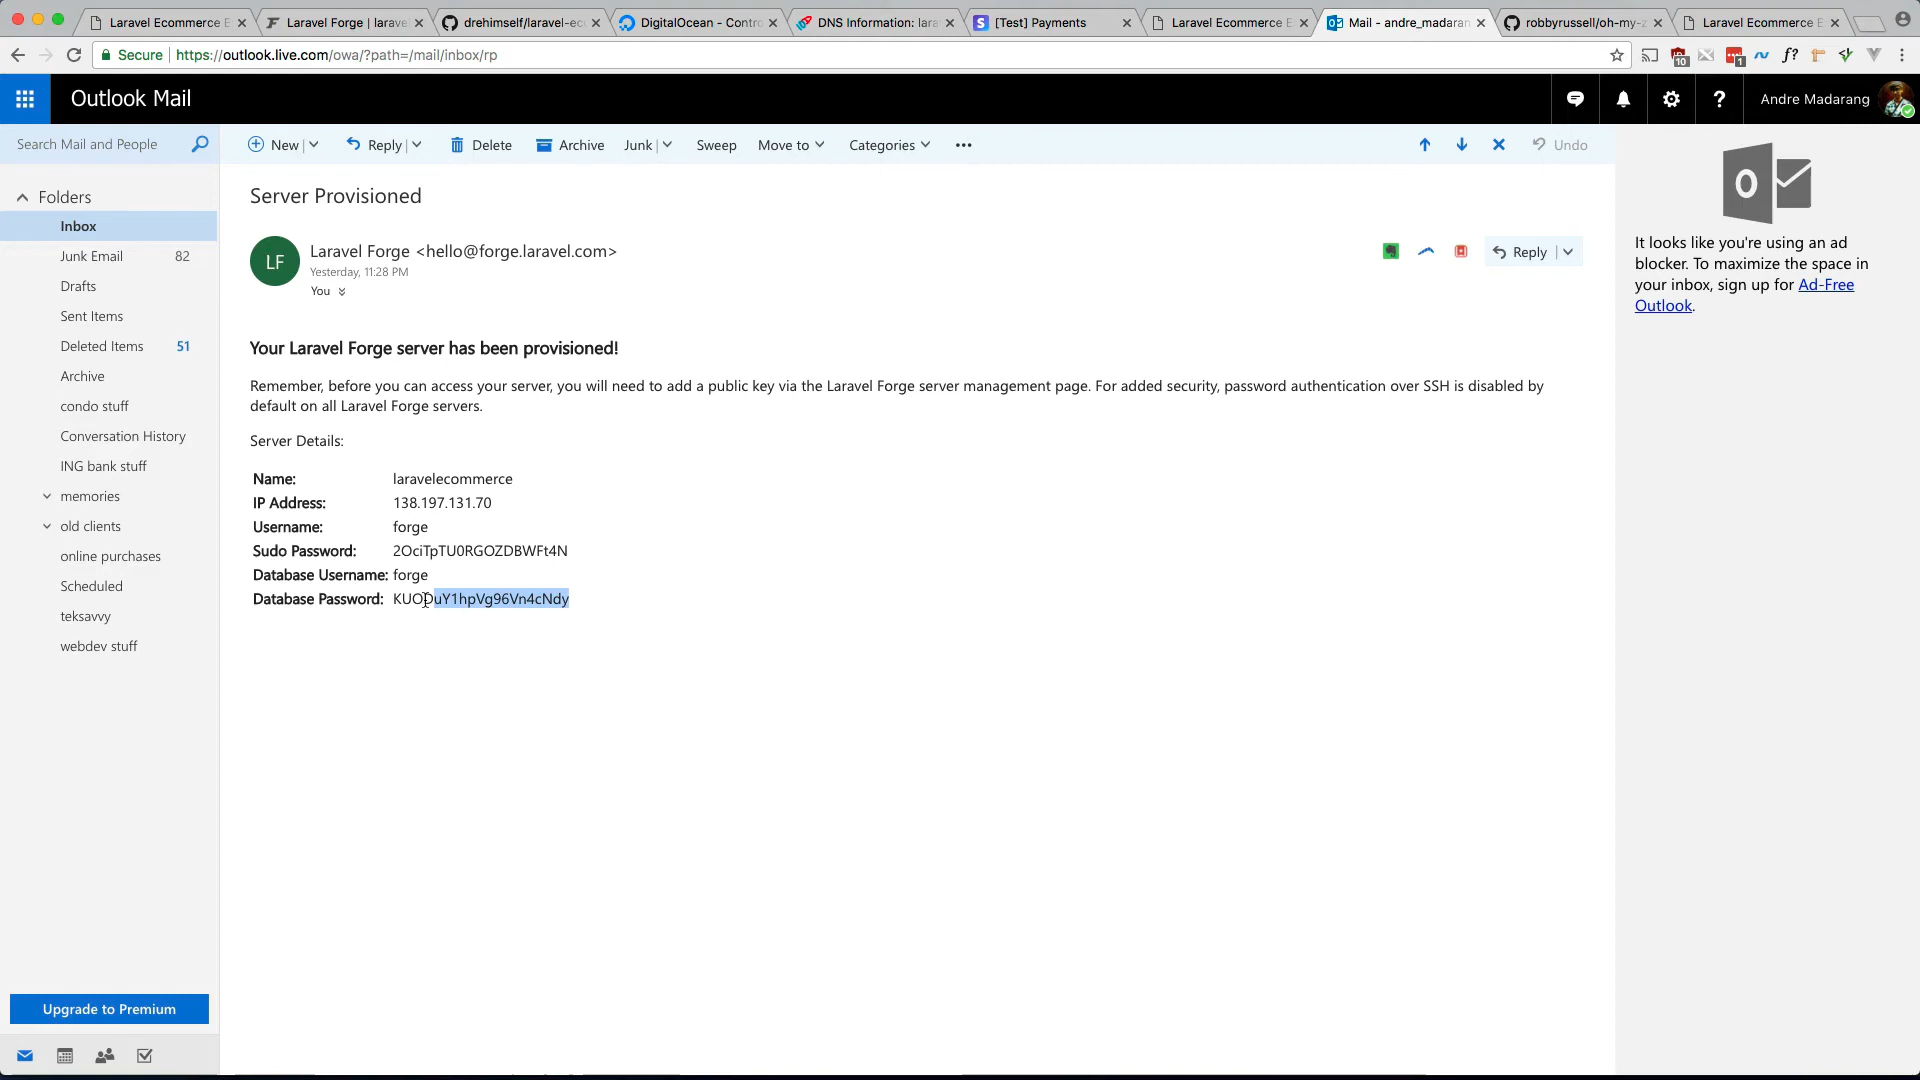 Laravel Ecommerce E
Laravel Forge | larave
drehimself/laravel-ec
DigitalOcean - Contro
DNS Information: lara
[Test] Payments
Laravel Ecommerce E
Mail - andre_madaran
robbyrussell/oh-my-z
Laravel Ecommerce E
Secure https://outlook.live.com/owa/?path=/mail/inbox/rp
10
1
f?
Outlook Mail
Andre Madarang
Search Mail and People
New
Reply
Delete
Archive
Junk
Sweep
Move to
Categories
Undo
Folders
Inbox
Junk Email 82
Drafts
Sent Items
Deleted Items 51
Archive
condo stuff
Conversation History
ING bank stuff
memories
old clients
online purchases
Scheduled
teksavvy
webdev stuff
Upgrade to Premium
Server Provisioned
LF
Laravel Forge <hello@forge.laravel.com>
Yesterday, 11:28 PM
You
Reply
Your Laravel Forge server has been provisioned!
Remember, before you can access your server, you will need to add a public key via the Laravel Forge server management page. For added security, password authentication over SSH is disabled by
default on all Laravel Forge servers.
Server Details:
Name: laravelecommerce
IP Address: 138.197.131.70
Username: forge
Sudo Password: 2OciTpTU0RGOZDBWFt4N
Database Username: forge
Database Password: KUODuY1hpVg96Vn4cNdy
It looks like you're using an ad
blocker. To maximize the space in
your inbox, sign up for Ad-Free
Outlook.